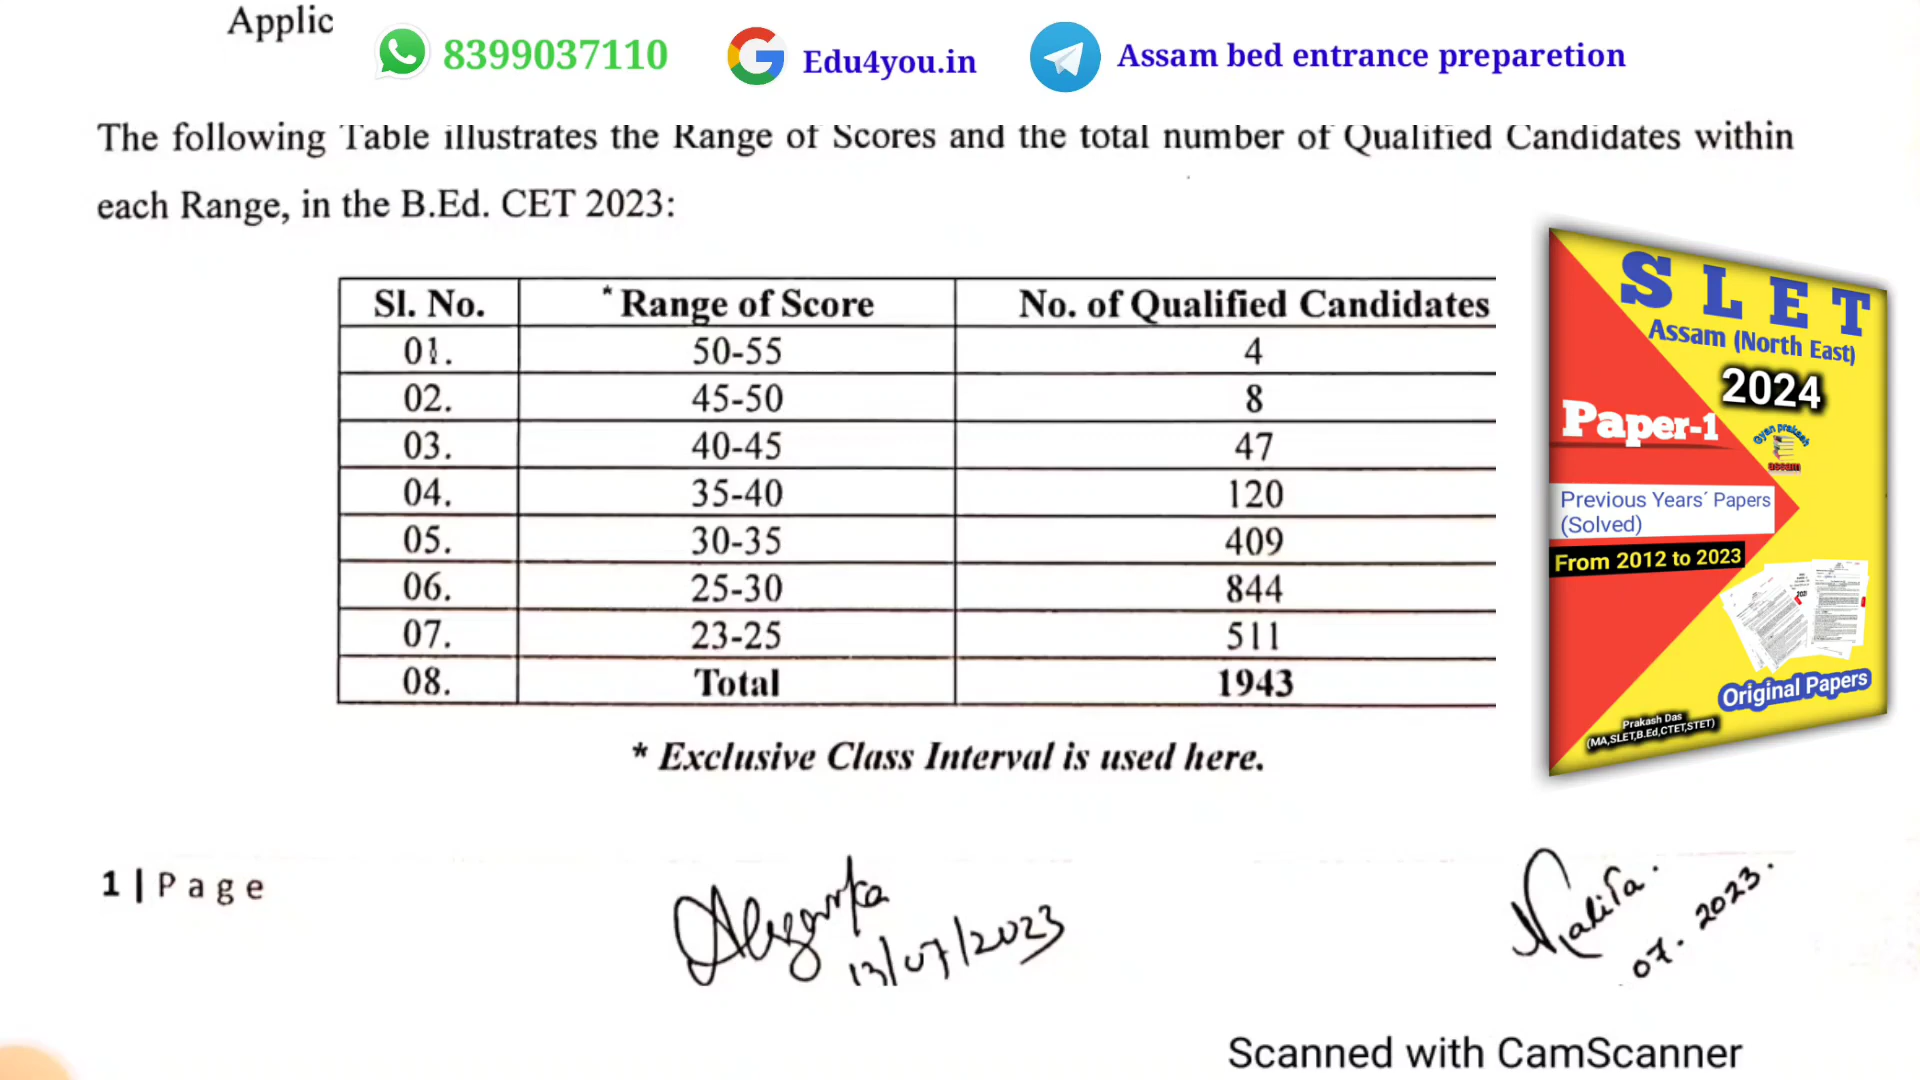 Applic
8399037110
Edu4you.in
Assam bed entrance preparetion
The following Table illustrates the Range of Scores and the total number of Qualified Candidates within
each Range, in the B.Ed. CET 2023:
Sl. No. * Range of Score No. of Qualified Candidates
01. 50-55 4
02. 45-50 8
03. 40-45 47
04. 35-40 120
05. 30-35 409
06. 25-30 844
07. 23-25 511
08. Total 1943
* Exclusive Class Interval is used here.
SLET
Assam (North East)
2024
Paper-1
Gyan prakash
assam
Previous Years´ Papers
(Solved)
From 2012 to 2023
Original Papers
Prakash Das
(MA,SLET,B.Ed,CTET,STET)
1 | Page
13/07/2023
07. 2023.
Scanned with CamScanner